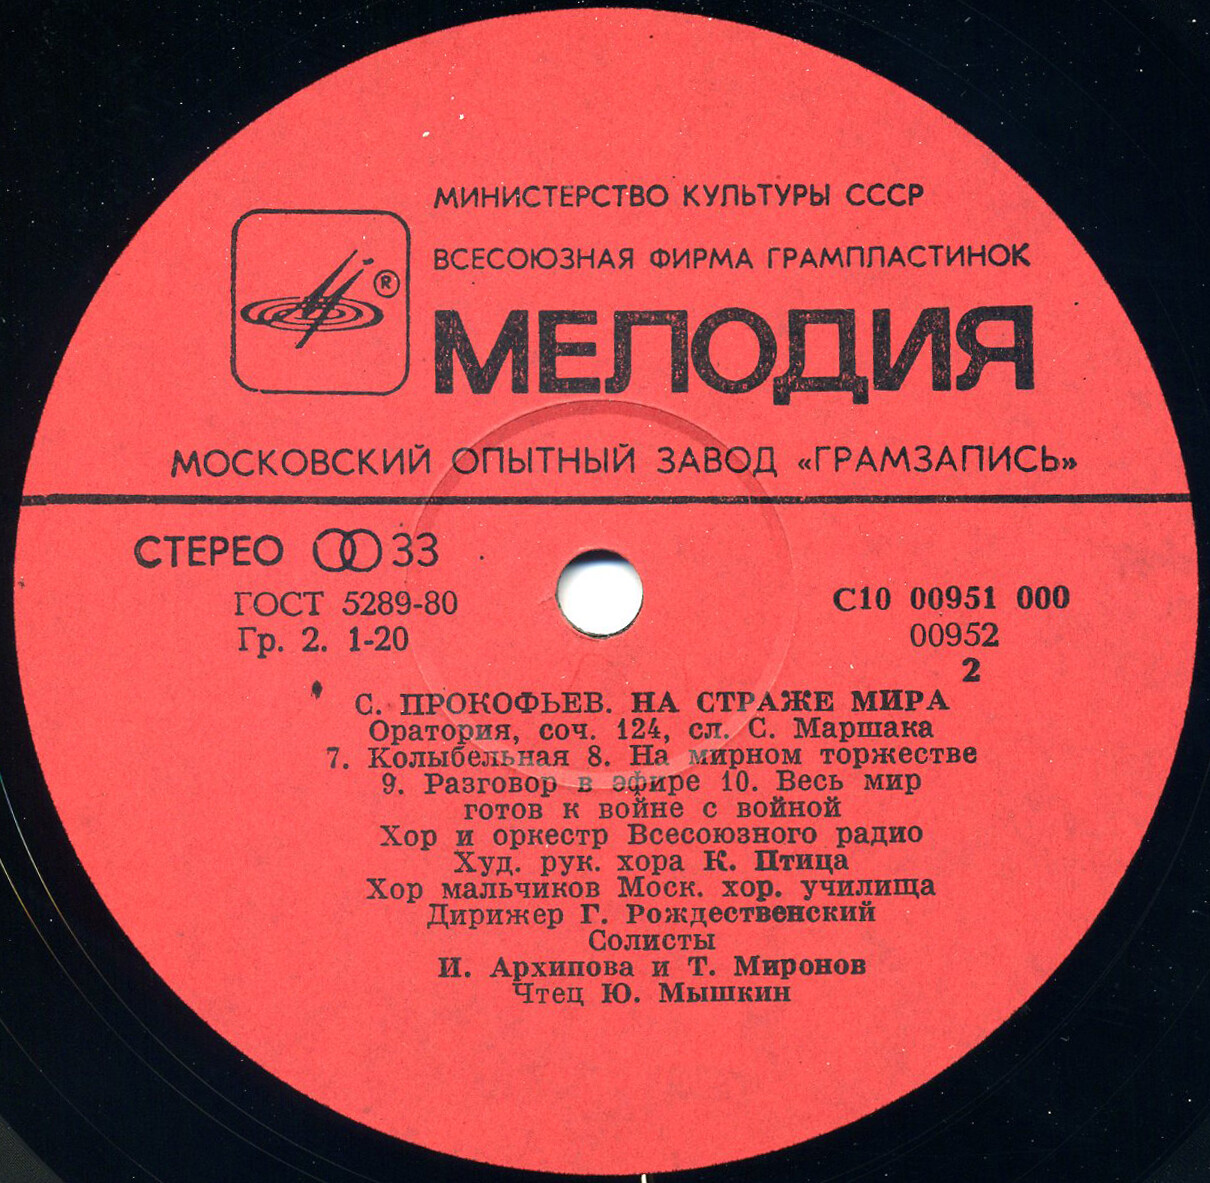 МИНИСТЕРСТВО КУЛЬТУРЫ СССР
ВСЕСОЮЗНАЯ ФИРМА ГРАМПЛАСТИНОК
®
МЕЛОДИЯ
МОСКОВСКИЙ ОПЫТНЫЙ ЗАВОД «ГРАМЗАПИСЬ»
СТЕРЕО 33
ГОСТ 5289-80
Гр. 2. 1-20
С10 00951 000
00952
2
С. ПРОКОФЬЕВ. НА СТРАЖЕ МИРА
Оратория, соч. 124, сл. С. Маршака
7. Колыбельная 8. На мирном торжестве
9. Разговор в эфире 10. Весь мир
готов к войне с войной
Хор и оркестр Всесоюзного радио
Худ. рук. хора К. Птица
Хор мальчиков Моск. хор. училища
Дирижер Г. Рождественский
Солисты
И. Архипова и Т. Миронов
Чтец Ю. Мышкин